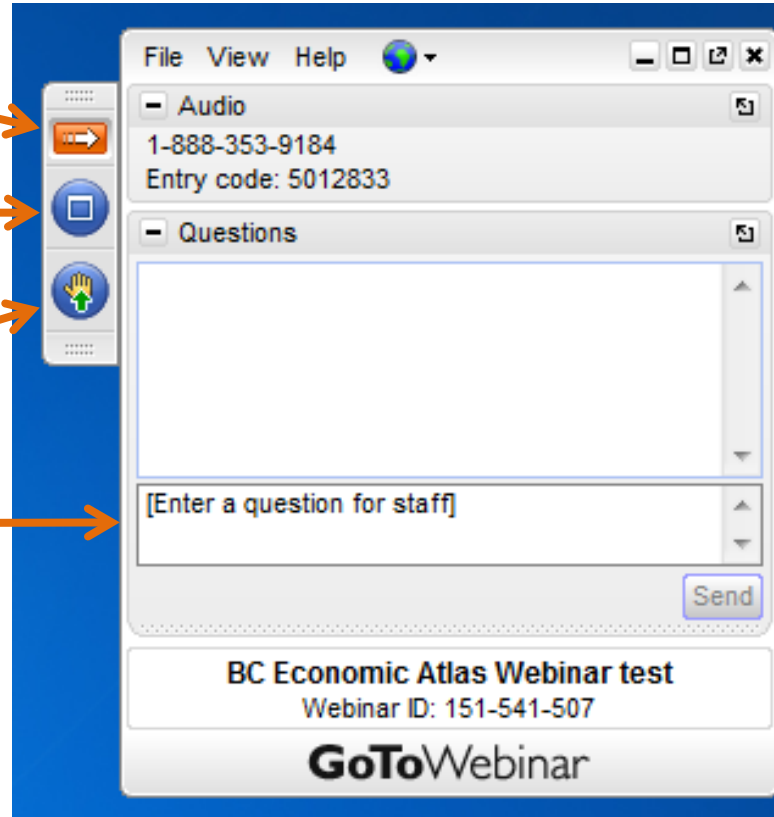 File View Help
Audio
1-888-353-9184
Entry code: 5012833
Questions
[Enter a question for staff]
Send
BC Economic Atlas Webinar test
Webinar ID: 151-541-507
GoToWebinar